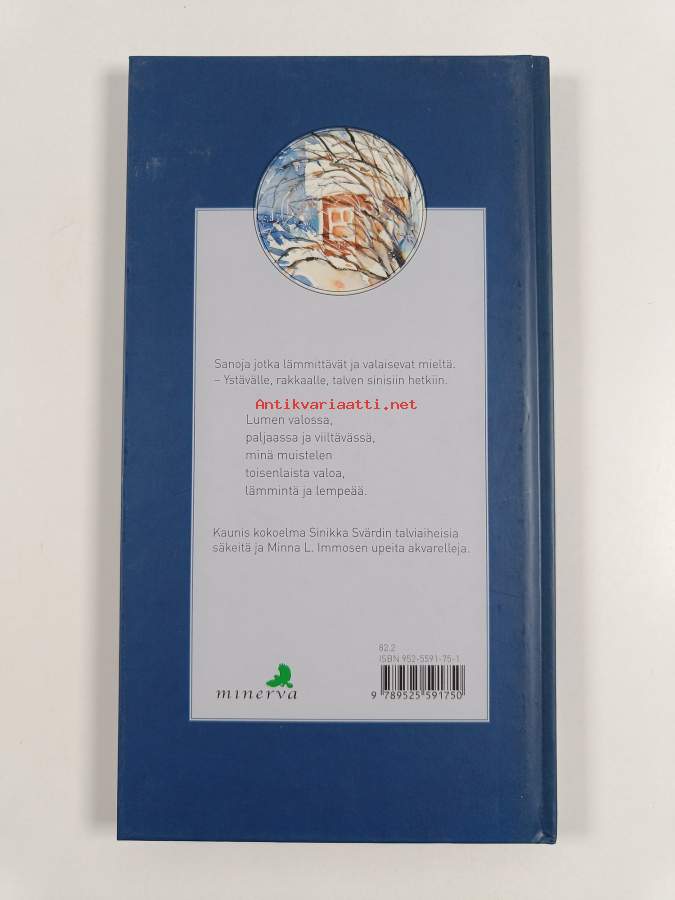 Sanoja jotka lämmittävät ja valaisevat mieltä.
– Ystävälle, rakkaalle, talven sinisiin hetkiin.
Antikvariaatti.net
Lumen valossa,
paljaassa ja viiltävässä,
minä muistelen
toisenlaista valoa,
lämmintä ja lempeää.
Kaunis kokoelma Sinikka Svärdin talviaiheisia
säkeitä ja Minna L. Immosen upeita akvarelleja.
82.2
ISBN 952-5591-75-1
9 789525 591750
minerva